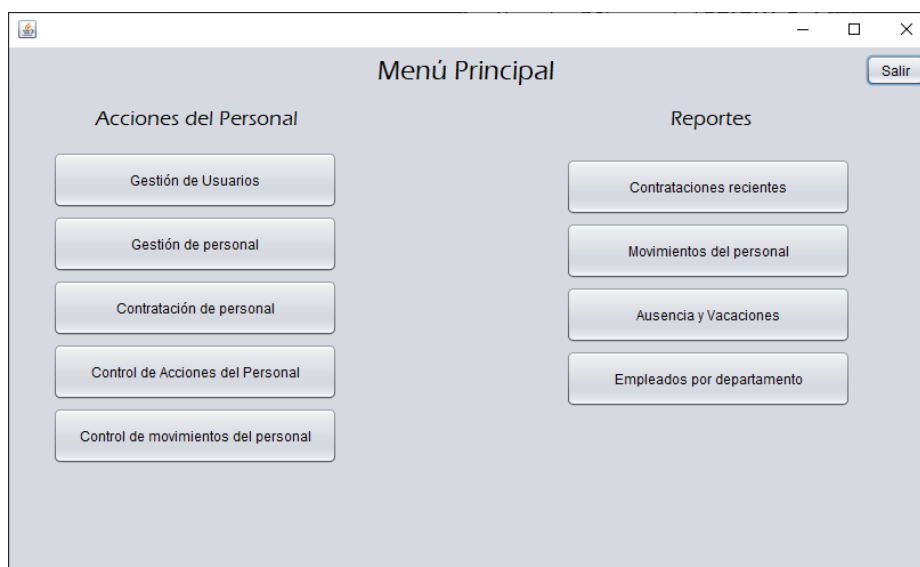 Menú Principal
Salir
Acciones del Personal
Gestión de Usuarios
Gestión de personal
Contratación de personal
Control de Acciones del Personal
Control de movimientos del personal
Reportes
Contrataciones recientes
Movimientos del personal
Ausencia y Vacaciones
Empleados por departamento